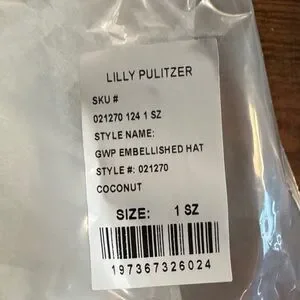 LILLY PULITZER
SKU #
021270 124 1 SZ
STYLE NAME:
GWP EMBELLISHED HAT
STYLE #: 021270
COCONUT
SIZE: 1 SZ
197367326024